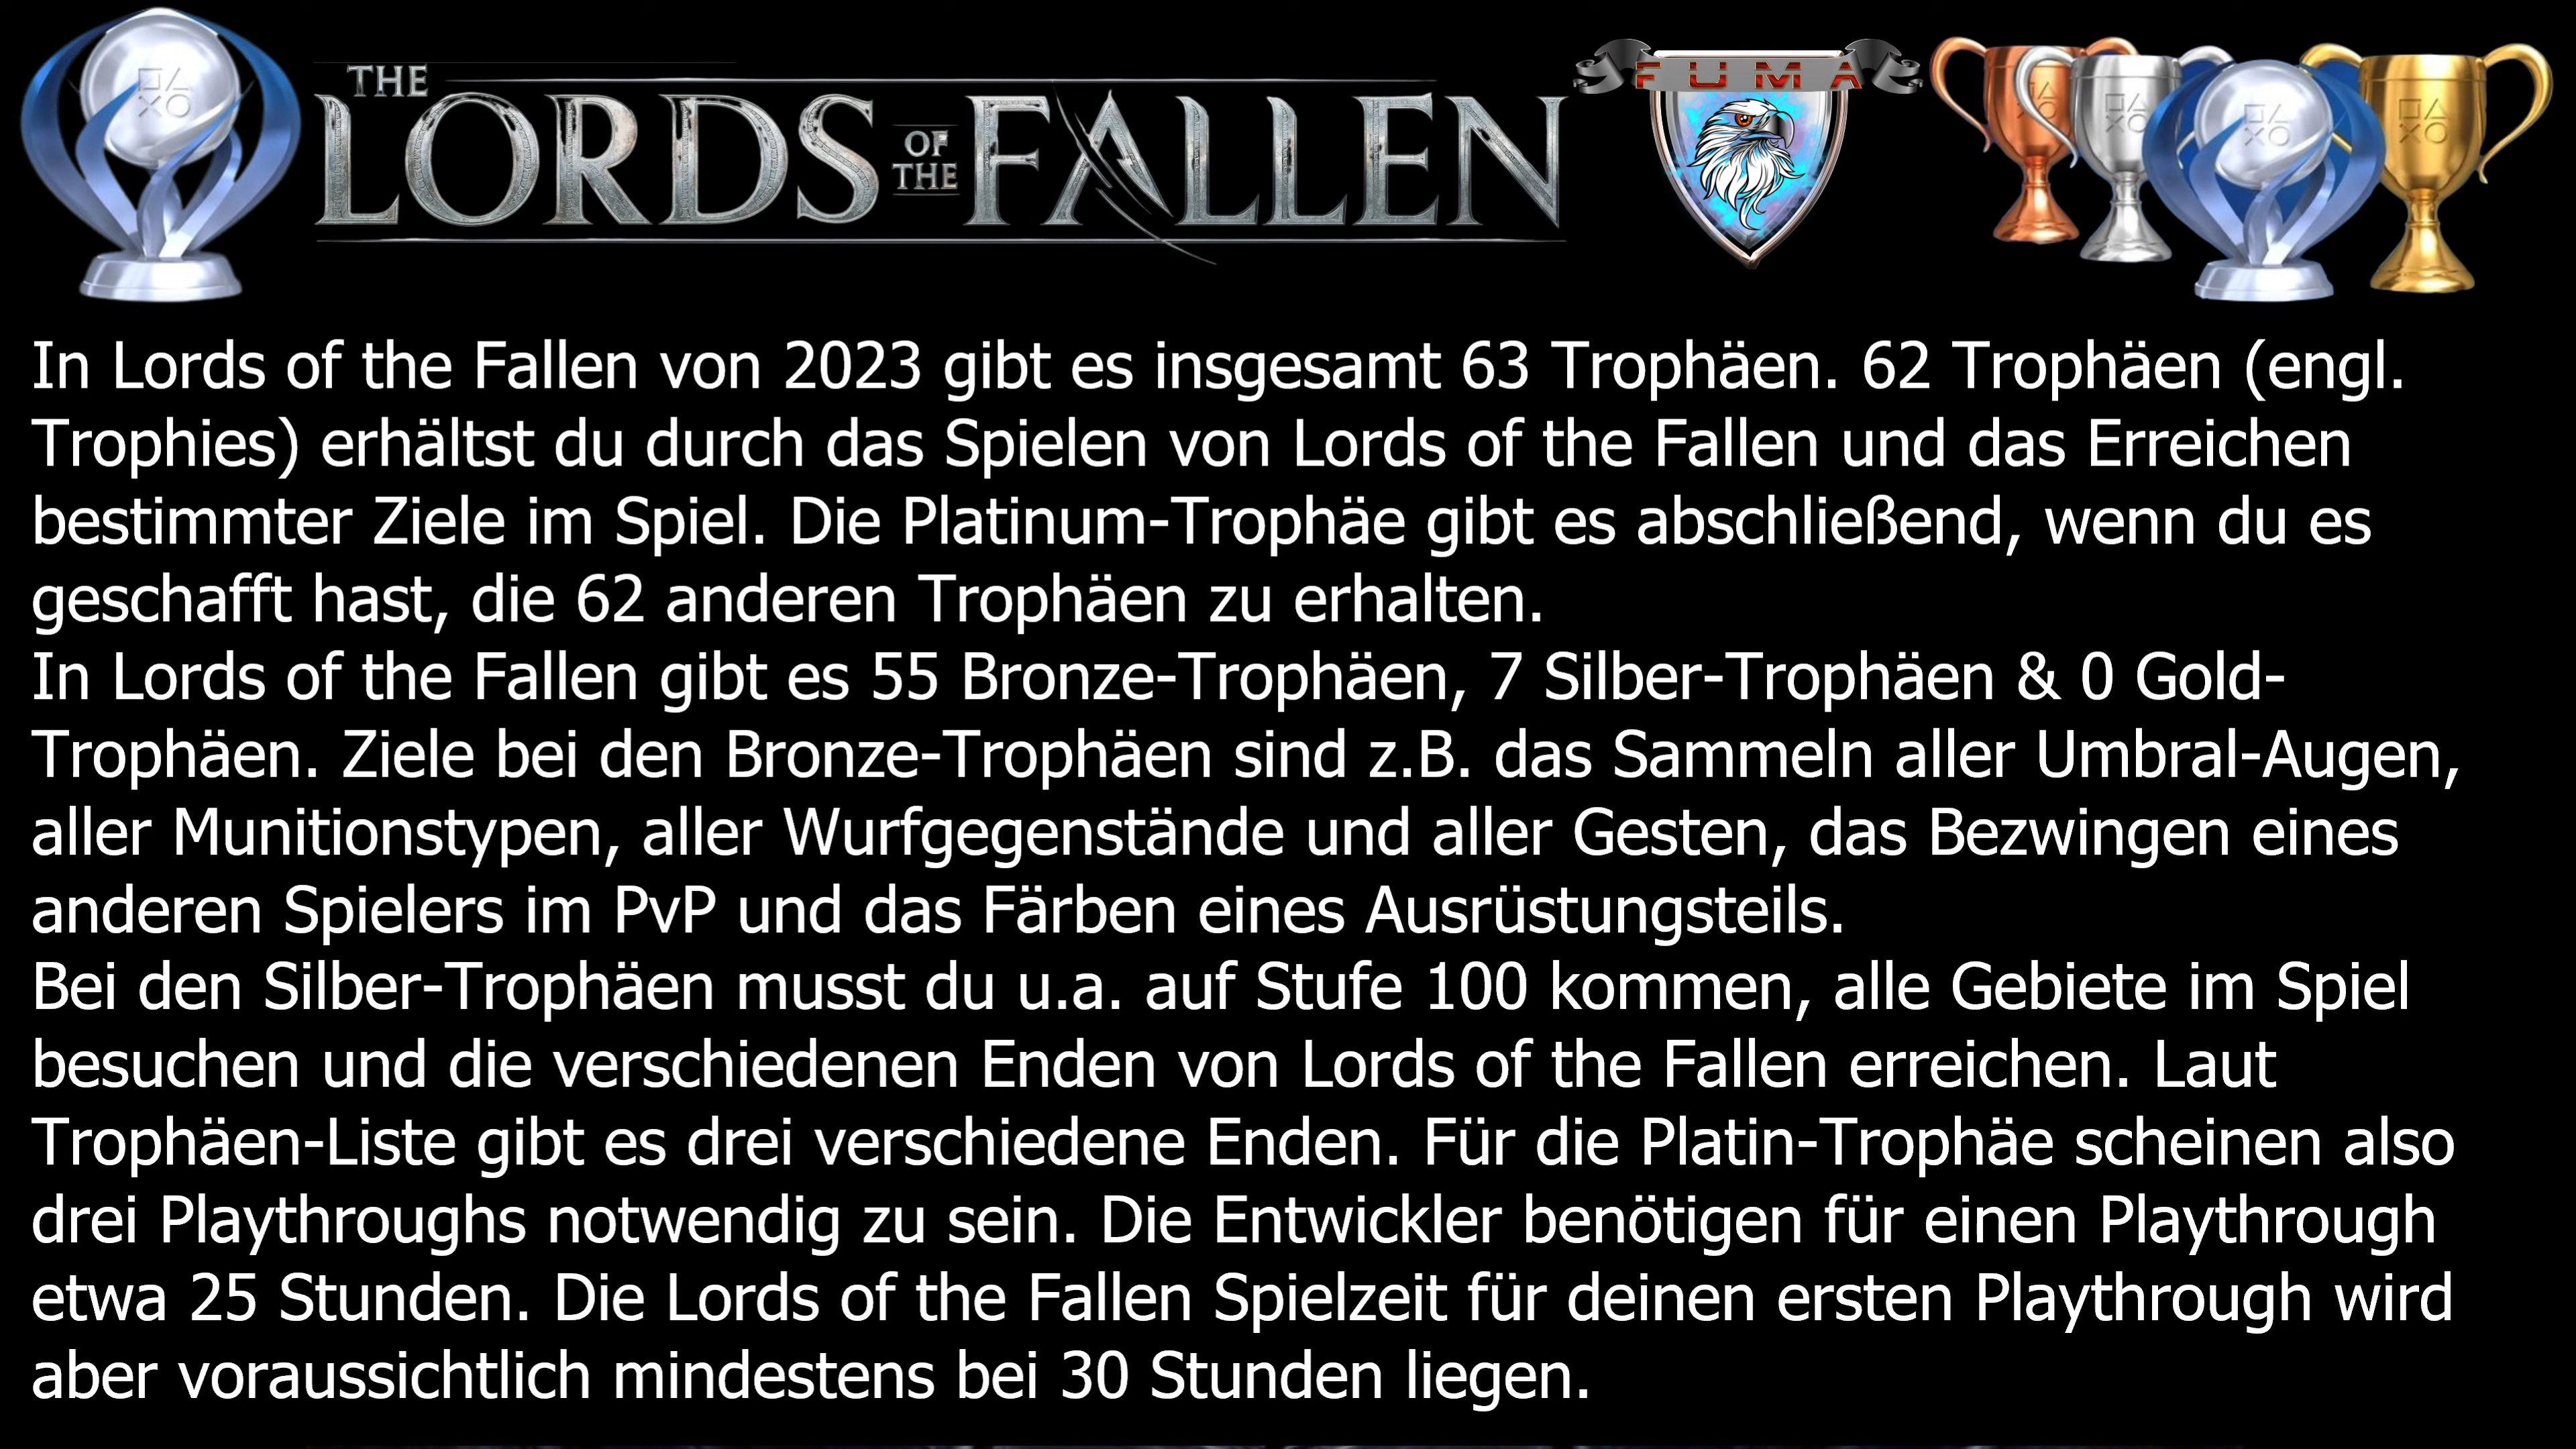 THE
LORDS OF THE FALLEN
FUMA
In Lords of the Fallen von 2023 gibt es insgesamt 63 Trophäen. 62 Trophäen (engl.
Trophies) erhältst du durch das Spielen von Lords of the Fallen und das Erreichen
bestimmter Ziele im Spiel. Die Platinum-Trophäe gibt es abschließend, wenn du es
geschafft hast, die 62 anderen Trophäen zu erhalten.
In Lords of the Fallen gibt es 55 Bronze-Trophäen, 7 Silber-Trophäen & 0 Gold-
Trophäen. Ziele bei den Bronze-Trophäen sind z.B. das Sammeln aller Umbral-Augen,
aller Munitionstypen, aller Wurfgegenstände und aller Gesten, das Bezwingen eines
anderen Spielers im PvP und das Färben eines Ausrüstungsteils.
Bei den Silber-Trophäen musst du u.a. auf Stufe 100 kommen, alle Gebiete im Spiel
besuchen und die verschiedenen Enden von Lords of the Fallen erreichen. Laut
Trophäen-Liste gibt es drei verschiedene Enden. Für die Platin-Trophäe scheinen also
drei Playthroughs notwendig zu sein. Die Entwickler benötigen für einen Playthrough
etwa 25 Stunden. Die Lords of the Fallen Spielzeit für deinen ersten Playthrough wird
aber voraussichtlich mindestens bei 30 Stunden liegen.